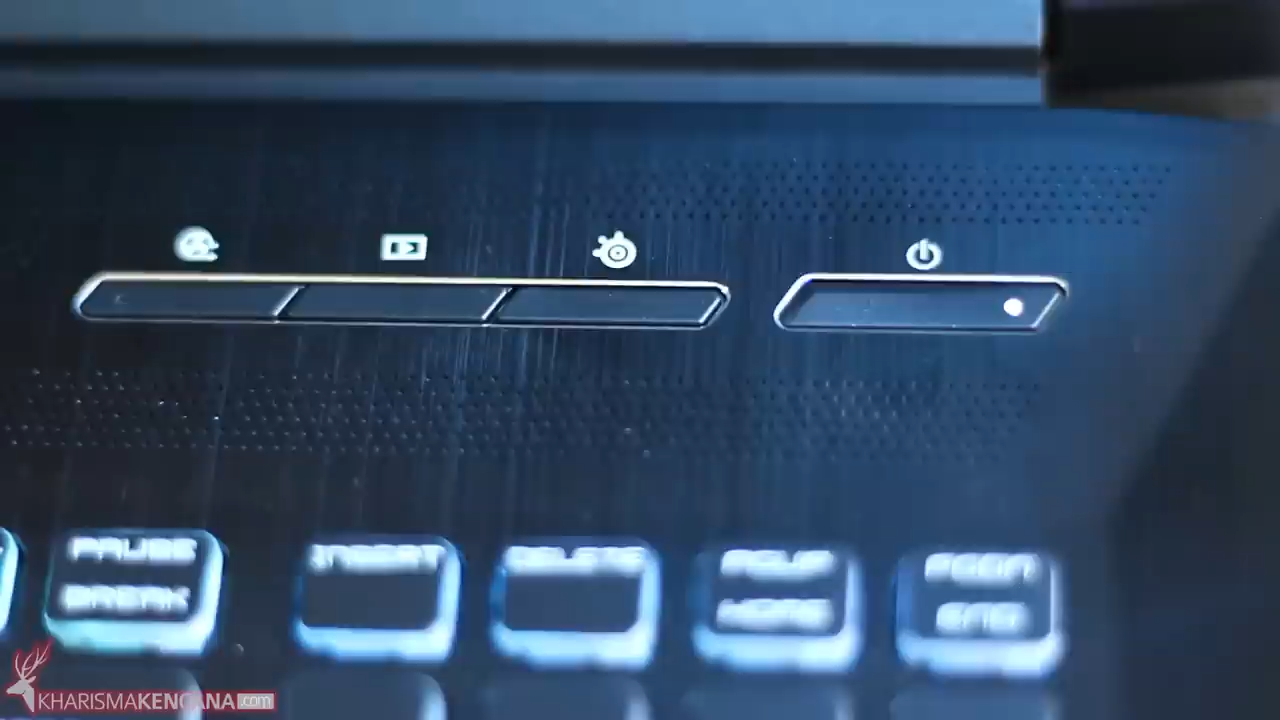 PAUSE
BREAK
INSERT
DELETE
PGUP
HOME
PGDN
END
KHARISMAKENCANA.com